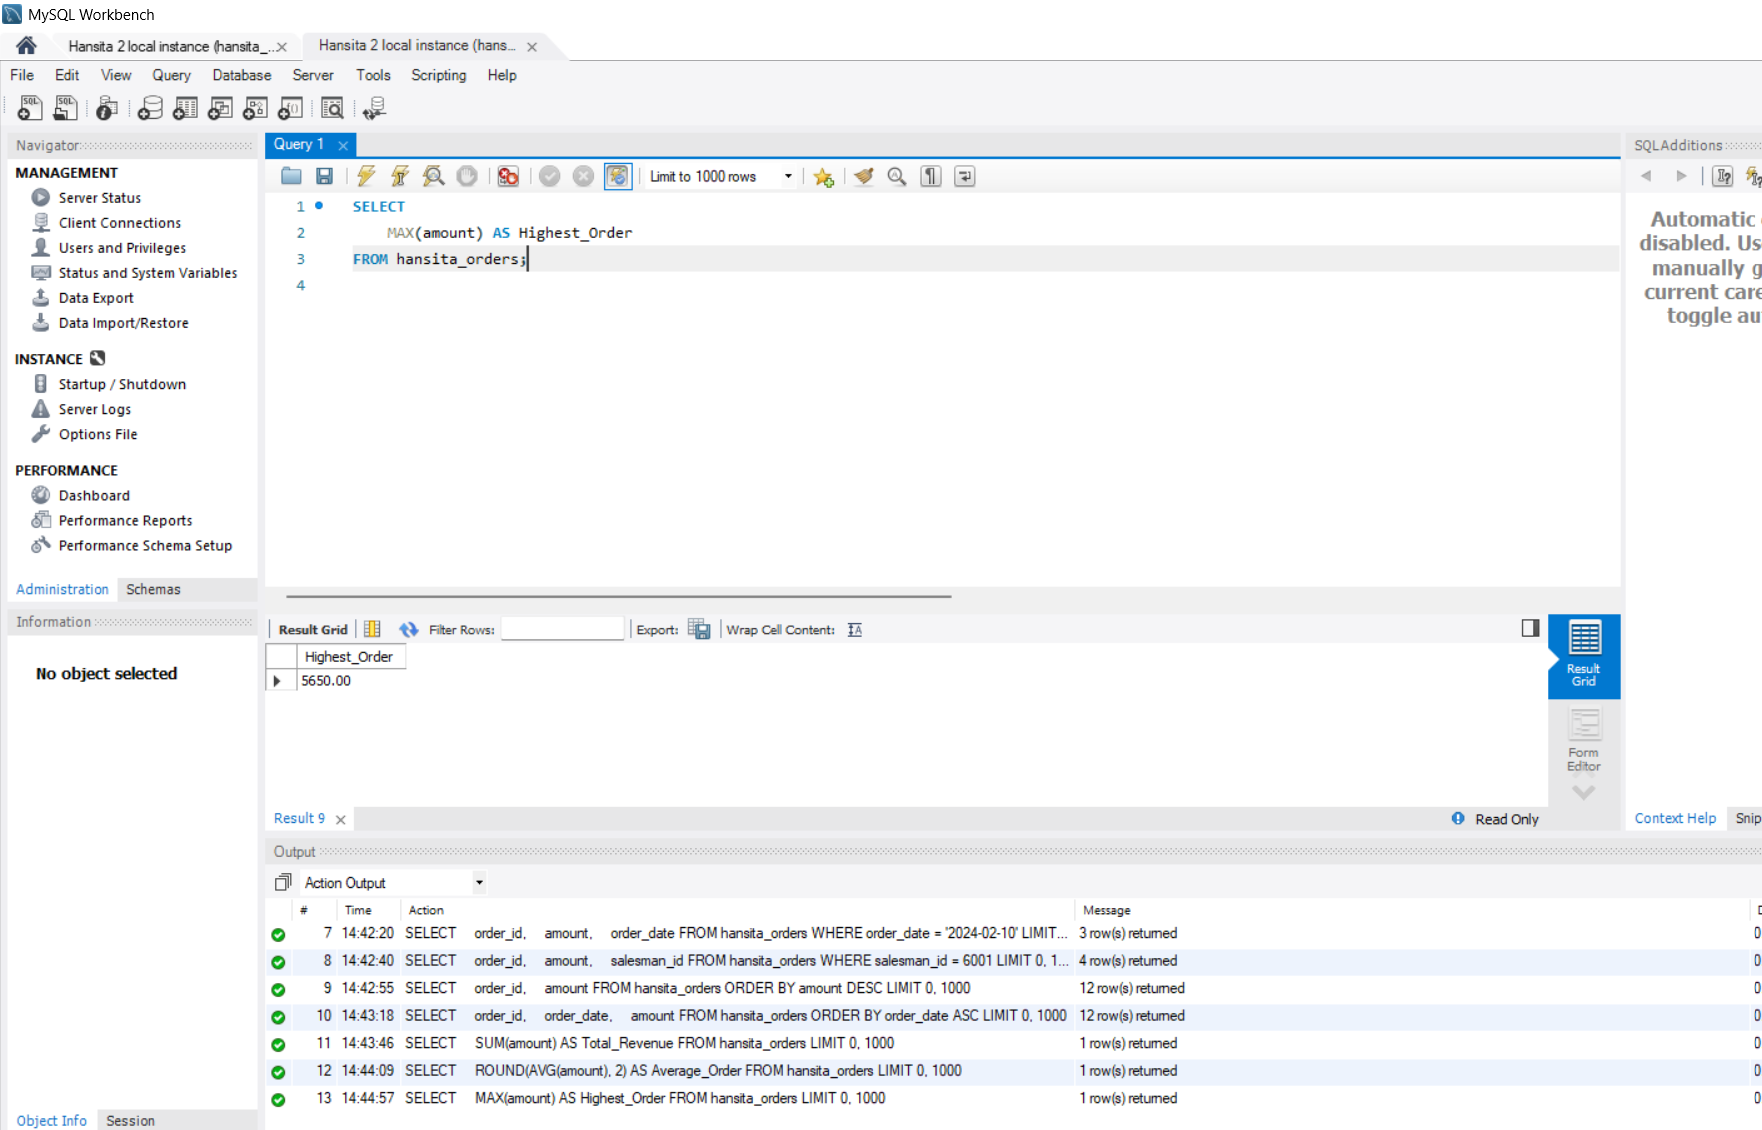 MySQL Workbench
Hansita 2 local instance (hansita_...
Hansita 2 local instance (hans...
File Edit View Query Database Server Tools Scripting Help
Navigator
MANAGEMENT
Server Status
Client Connections
Users and Privileges
Status and System Variables
Data Export
Data Import/Restore
INSTANCE
Startup / Shutdown
Server Logs
Options File
PERFORMANCE
Dashboard
Performance Reports
Performance Schema Setup
Administration Schemas
Information
No object selected
Object Info Session
Query 1
Limit to 1000 rows
1 SELECT
2 MAX(amount) AS Highest_Order
3 FROM hansita_orders;
4
Result Grid Filter Rows: Export: Wrap Cell Content:
Highest_Order
5650.00
Result
Grid
Form
Editor
Result 9
Read Only
SQLAdditions
Automatic
disabled. Us
manually g
current care
toggle au
Context Help Snip
Output
Action Output
# Time Action Message
7 14:42:20 SELECT order_id, amount, order_date FROM hansita_orders WHERE order_date = '2024-02-10' LIMIT... 3 row(s) returned 0
8 14:42:40 SELECT order_id, amount, salesman_id FROM hansita_orders WHERE salesman_id = 6001 LIMIT 0, 1... 4 row(s) returned 0
9 14:42:55 SELECT order_id, amount FROM hansita_orders ORDER BY amount DESC LIMIT 0, 1000 12 row(s) returned 0
10 14:43:18 SELECT order_id, order_date, amount FROM hansita_orders ORDER BY order_date ASC LIMIT 0, 1000 12 row(s) returned 0
11 14:43:46 SELECT SUM(amount) AS Total_Revenue FROM hansita_orders LIMIT 0, 1000 1 row(s) returned 0
12 14:44:09 SELECT ROUND(AVG(amount), 2) AS Average_Order FROM hansita_orders LIMIT 0, 1000 1 row(s) returned 0
13 14:44:57 SELECT MAX(amount) AS Highest_Order FROM hansita_orders LIMIT 0, 1000 1 row(s) returned 0